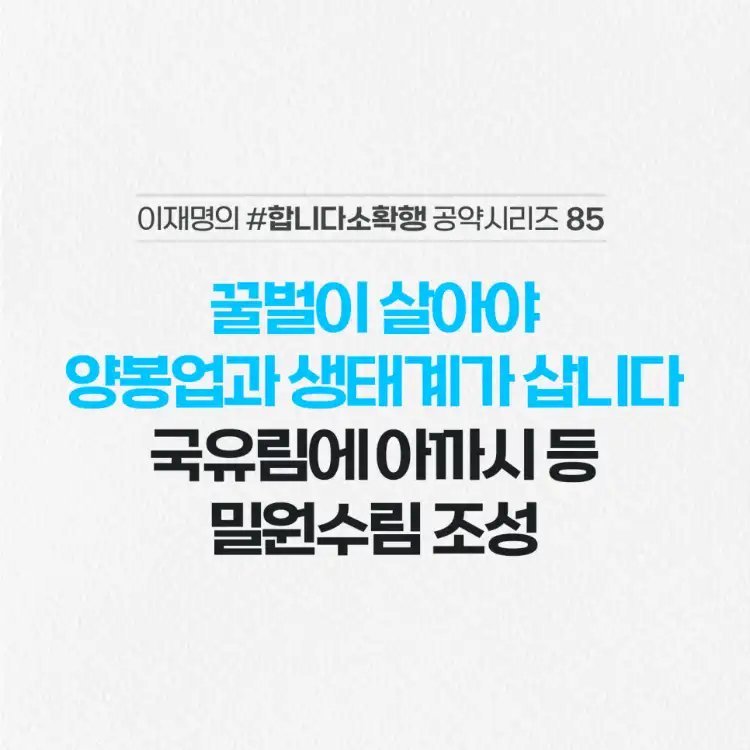 이재명의 #합니다소확행 공약시리즈 85
꿀벌이 살아야
양봉업과 생태계가 삽니다
국유림에 아까시 등
밀원수림 조성